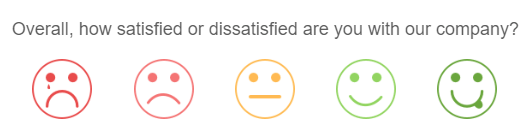 Overall, how satisfied or dissatisfied are you with our company?